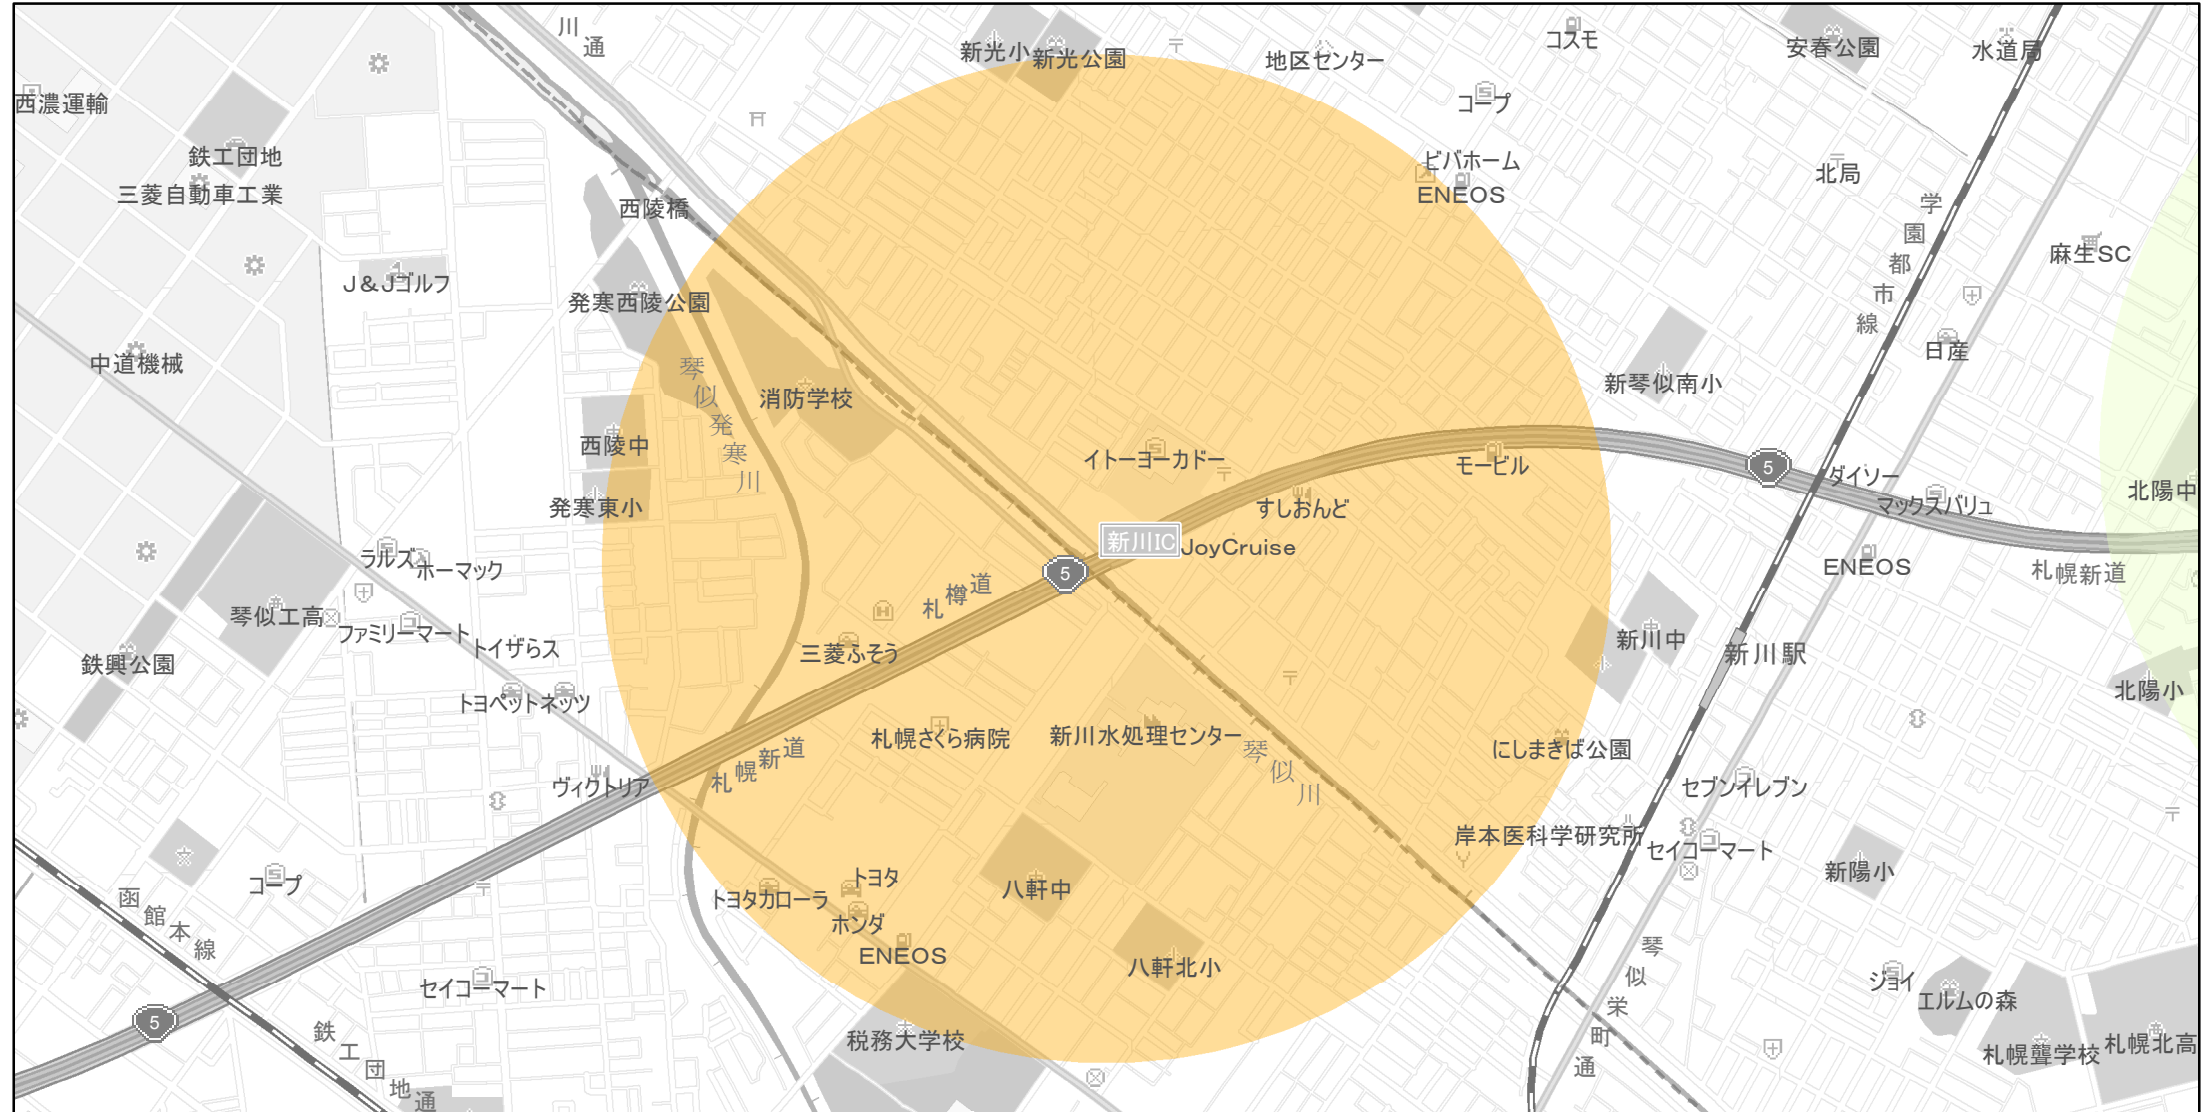 川通
新光小
新光公園
地区センター
コスモ
安春公園
水道局
西濃運輸
コープ
鉄工団地
三菱自動車工業
ビバホーム
ENEOS
北局
西陵橋
学園都市線
麻生SC
J&Jゴルフ
発寒西陵公園
中道機械
琴似発寒川
消防学校
日産
新琴似南小
西陵中
イトーヨーカドー
モービル
5
ダイソー
マックスバリュ
北陽中
発寒東小
すしおんど
新川IC
JoyCruise
5
ENEOS
札幌新道
ラルズ
ホーマック
札樽道
琴似工高
ファミリーマート
トイザらス
三菱ふそう
新川中
新川駅
鉄興公園
トヨペット
ネッツ
北陽小
札幌さくら病院
新川水処理センター
琴似川
にしまきば公園
札幌新道
ヴィクトリア
セブンイレブン
岸本医科学研究所
セイコーマート
コープ
トヨタカローラ
トヨタ
ホンダ
八軒中
新陽小
函館本線
ENEOS
八軒北小
琴似栄町通
セイコーマート
ジョイ
エルムの森
5
鉄工団地通
税務大学校
札幌聾学校
札幌北高